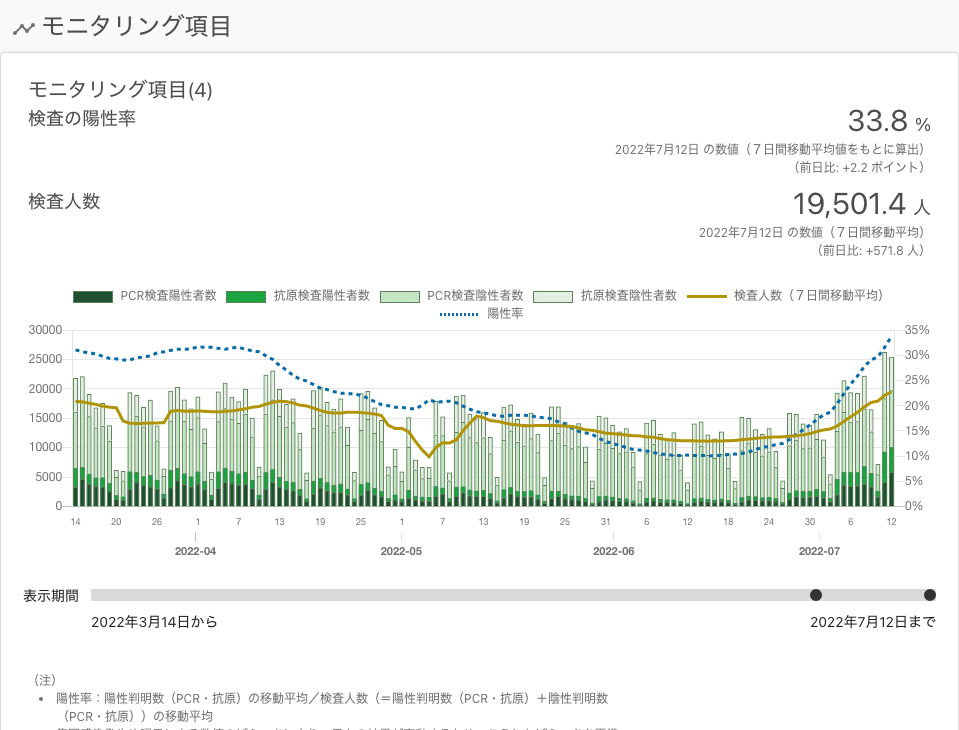 モニタリング項目
モニタリング項目(4)
検査の陽性率
33.8 %
2022年7月12日 の数値（７日間移動平均値をもとに算出）
（前日比: +2.2 ポイント）
検査人数
19,501.4 人
2022年7月12日 の数値（７日間移動平均）
（前日比: +571.8 人）
PCR検査陽性者数 抗原検査陽性者数 PCR検査陰性者数 抗原検査陰性者数 検査人数（７日間移動平均）
陽性率
30000 35%
25000 30%
20000 25%
15000 20%
10000 15%
5000 10%
0 5%
0%
14 20 26 1 7 13 19 25 1 7 13 19 25 31 6 12 18 24 30 6 12
2022-04 2022-05 2022-06 2022-07
表示期間
2022年3月14日から 2022年7月12日まで
（注）
• 陽性率：陽性判明数（PCR・抗原）の移動平均／検査人数（＝陽性判明数（PCR・抗原）＋陰性判明数
（PCR・抗原））の移動平均